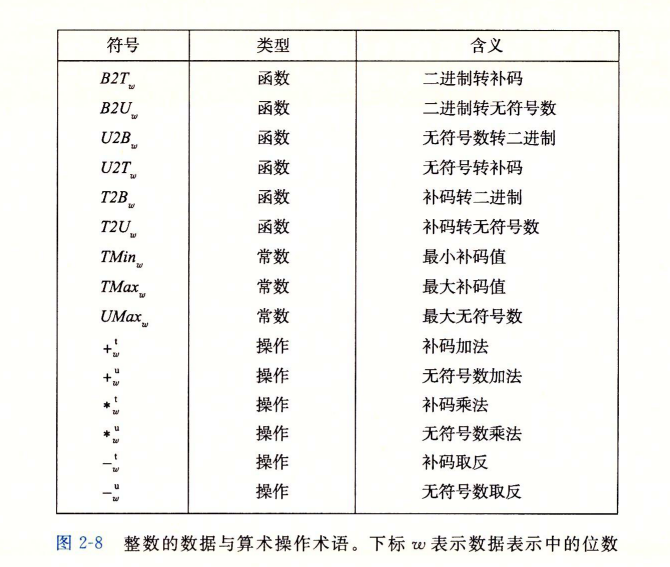 符号 类型 含义
B2T_w 函数 二进制转补码
B2U_w 函数 二进制转无符号数
U2B_w 函数 无符号数转二进制
U2T_w 函数 无符号转补码
T2B_w 函数 补码转二进制
T2U_w 函数 补码转无符号数
TMin_w 常数 最小补码值
TMax_w 常数 最大补码值
UMax_w 常数 最大无符号数
+^t_w 操作 补码加法
+^u_w 操作 无符号数加法
*^t_w 操作 补码乘法
*^u_w 操作 无符号数乘法
-^t_w 操作 补码取反
-^u_w 操作 无符号数取反
图 2-8 整数的数据与算术操作术语。下标 w 表示数据表示中的位数